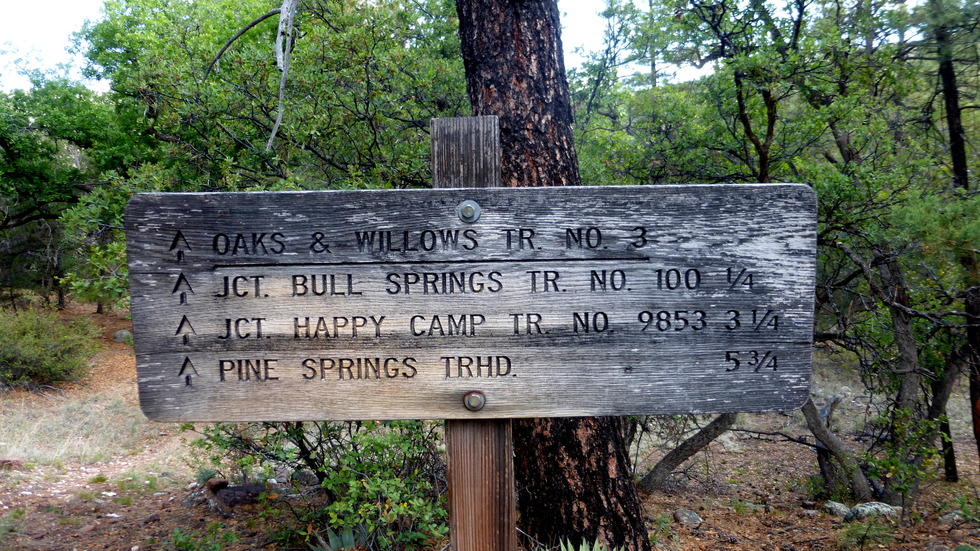 OAKS & WILLOWS TR. NO. 3
JCT. BULL SPRINGS TR. NO. 100 1/4
JCT. HAPPY CAMP TR. NO. 9853 3 1/4
PINE SPRINGS TRHD. 5 3/4